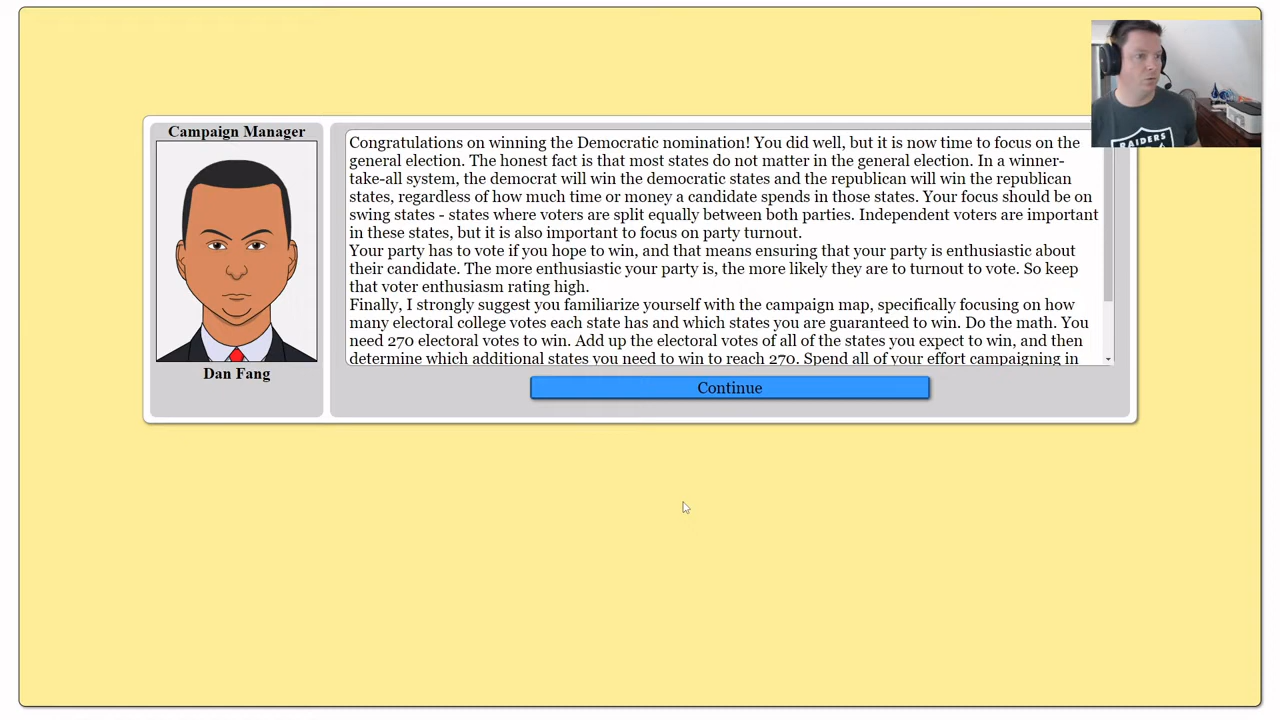 Campaign Manager
Dan Fang
Congratulations on winning the Democratic nomination! You did well, but it is now time to focus on the
general election. The honest fact is that most states do not matter in the general election. In a winner-
take-all system, the democrat will win the democratic states and the republican will win the republican
states, regardless of how much time or money a candidate spends in those states. Your focus should be on
swing states - states where voters are split equally between both parties. Independent voters are important
in these states, but it is also important to focus on party turnout.
Your party has to vote if you hope to win, and that means ensuring that your party is enthusiastic about
their candidate. The more enthusiastic your party is, the more likely they are to turnout to vote. So keep
that voter enthusiasm rating high.
Finally, I strongly suggest you familiarize yourself with the campaign map, specifically focusing on how
many electoral college votes each state has and which states you are guaranteed to win. Do the math. You
need 270 electoral votes to win. Add up the electoral votes of all of the states you expect to win, and then
determine which additional states you need to win to reach 270. Spend all of your effort campaigning in
Continue
RAIDERS